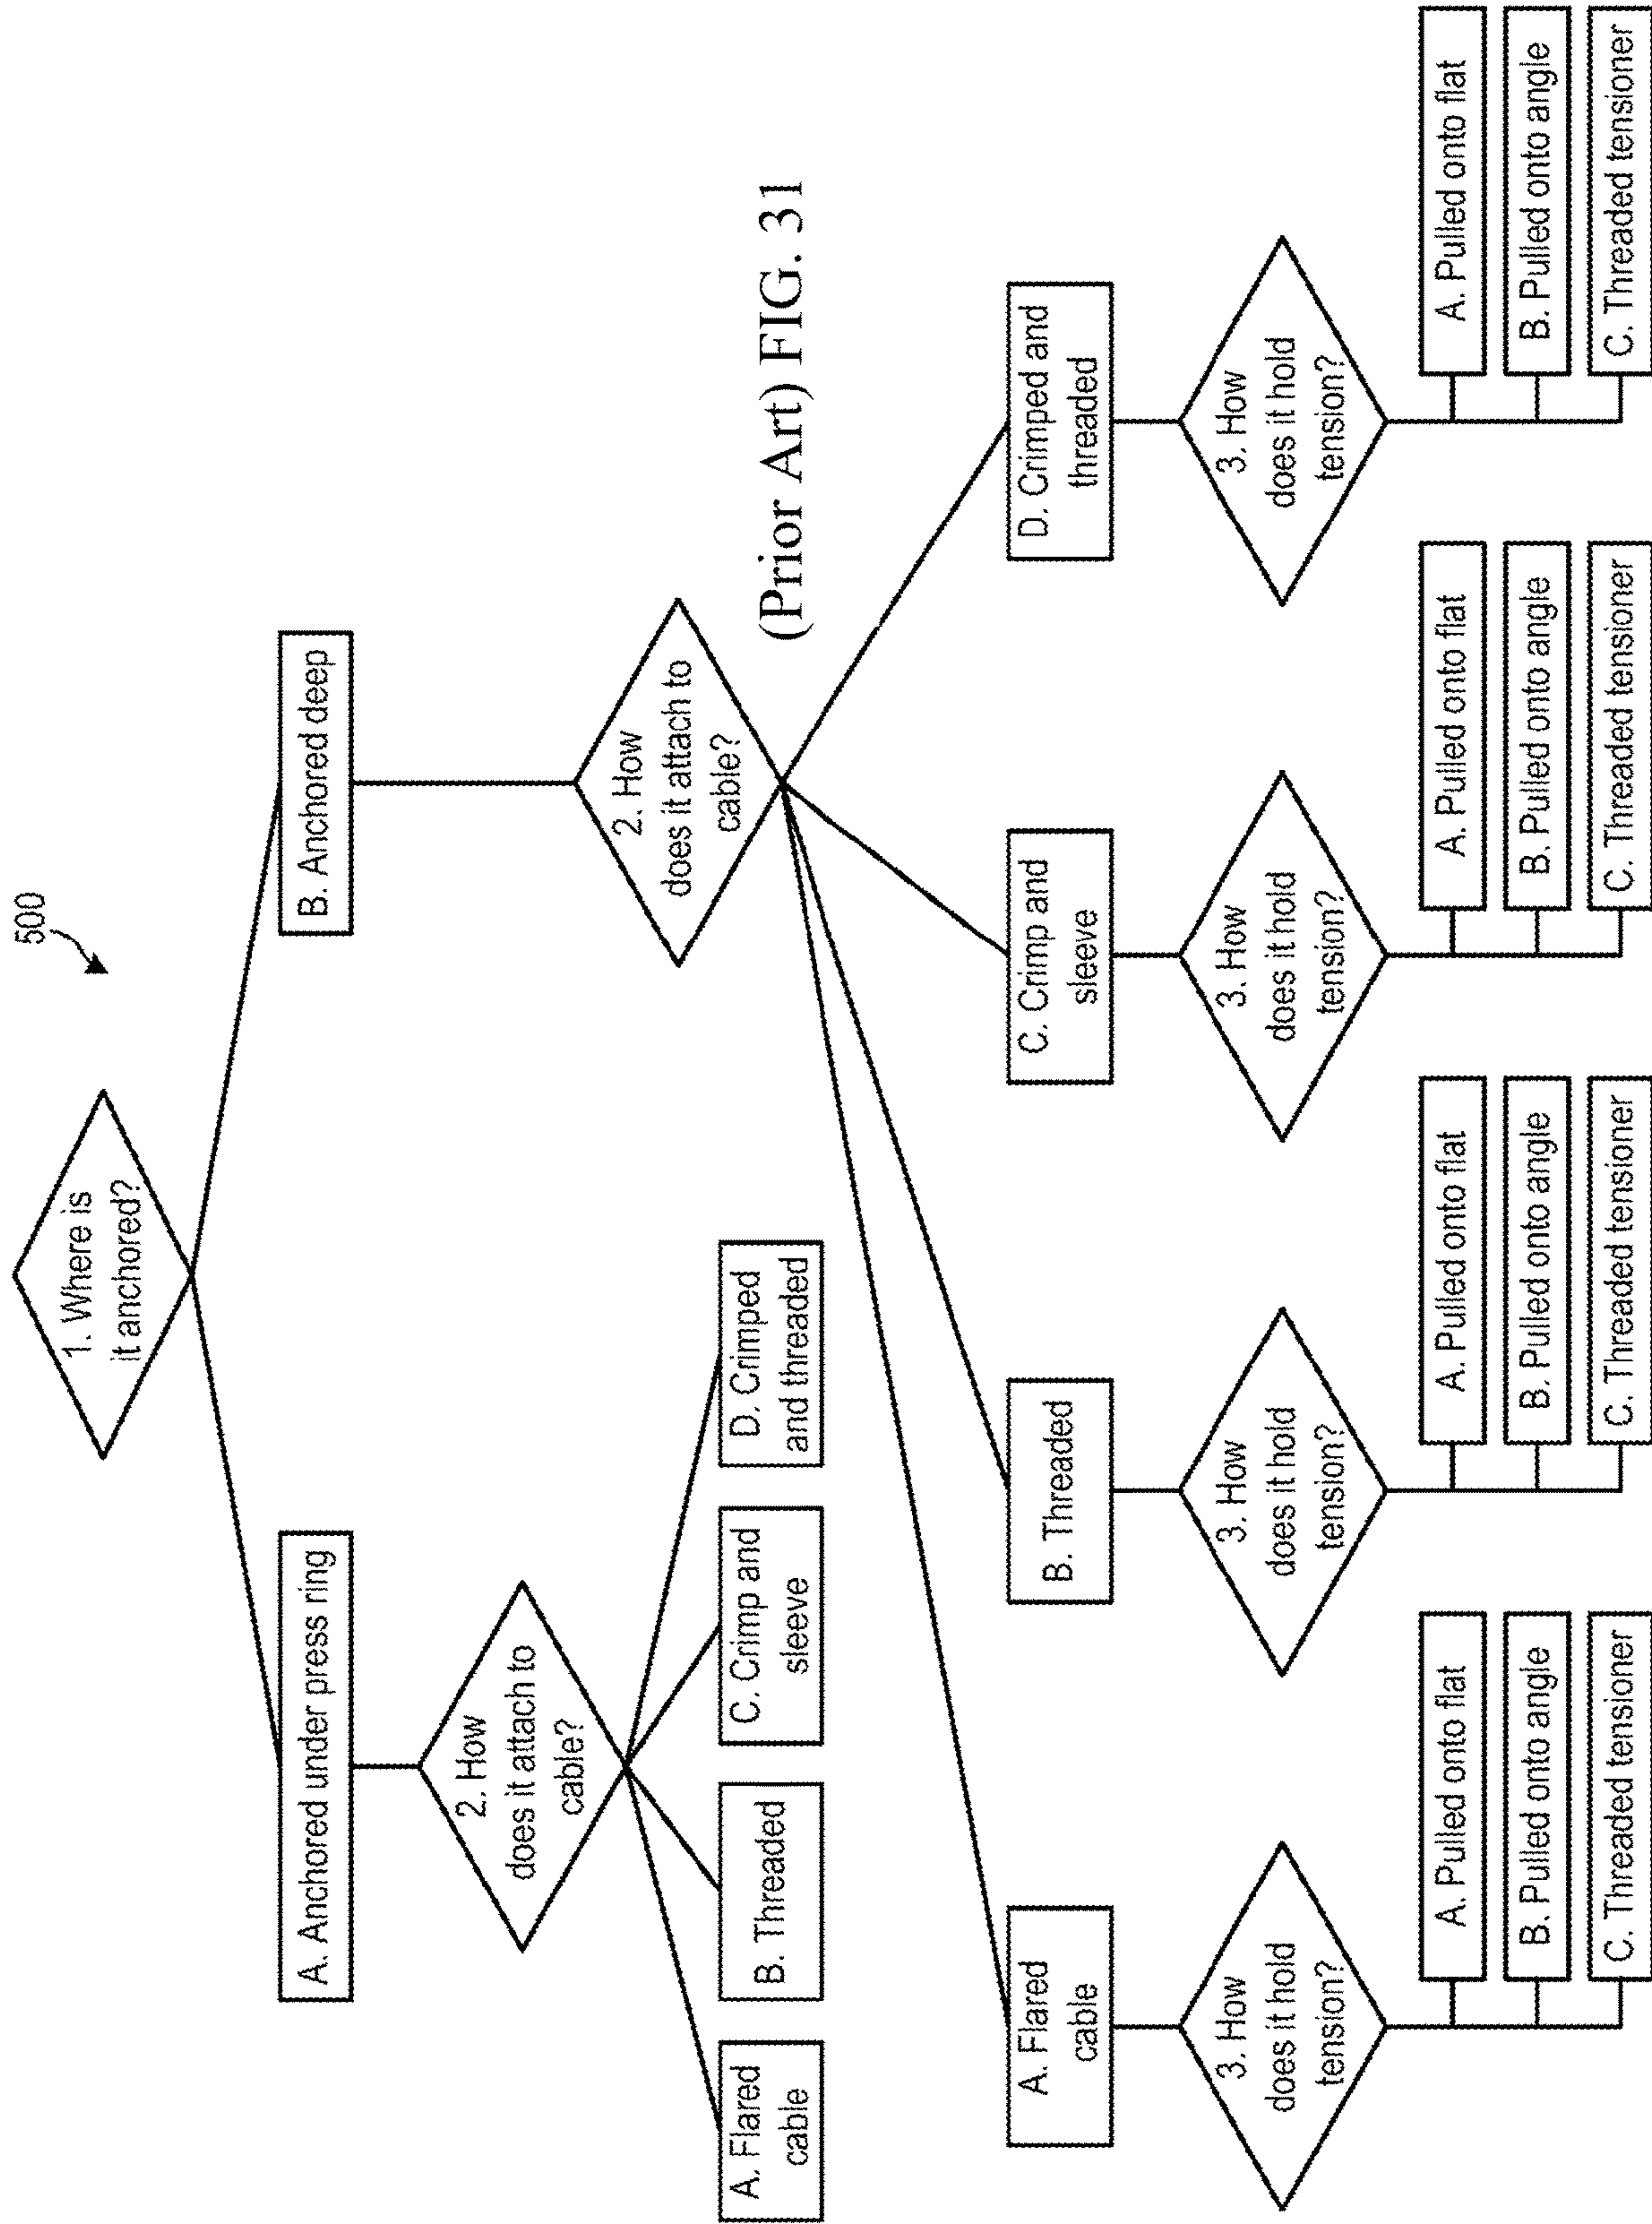 500
1. Where is
it anchored?
A. Anchored under press ring
B. Anchored deep
2. How
does it attach to
cable?
2. How
does it attach to
cable?
A. Flared
cable
B. Threaded
C. Crimp and
sleeve
D. Crimped
and threaded
(Prior Art) FIG. 31
A. Flared
cable
B. Threaded
C. Crimp and
sleeve
D. Crimped and
threaded
3. How
does it hold
tension?
3. How
does it hold
tension?
3. How
does it hold
tension?
3. How
does it hold
tension?
A. Pulled onto flat
B. Pulled onto angle
C. Threaded tensioner
A. Pulled onto flat
B. Pulled onto angle
C. Threaded tensioner
A. Pulled onto flat
B. Pulled onto angle
C. Threaded tensioner
A. Pulled onto flat
B. Pulled onto angle
C. Threaded tensioner